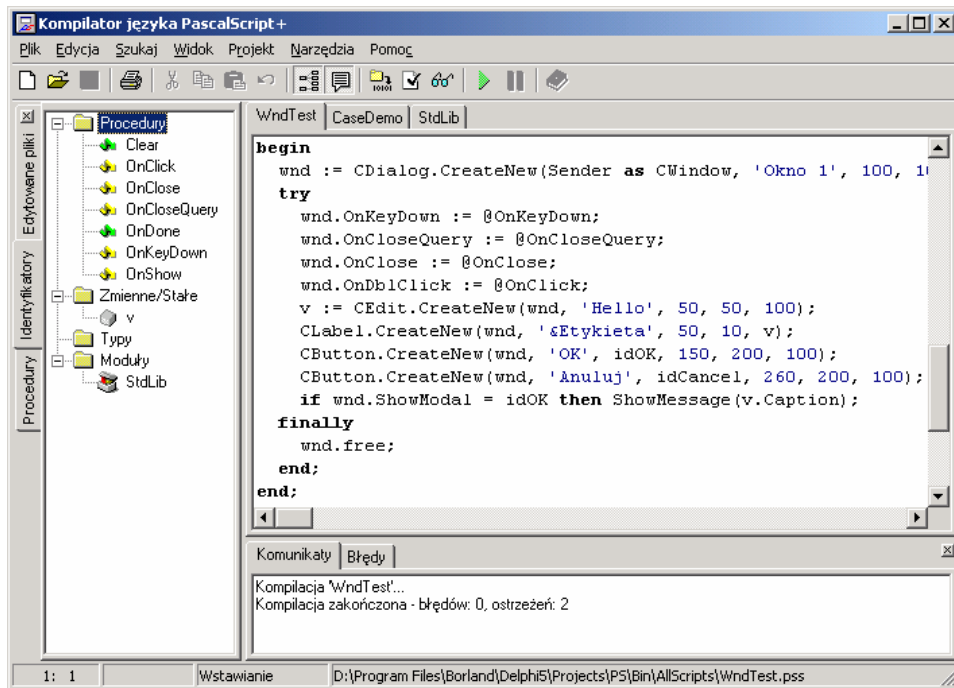 Kompilator języka PascalScript+
Plik Edycja Szukaj Widok Projekt Narzędzia Pomoc
Edytowane pliki
Identyfikatory
Procedury
Procedury
Clear
OnClick
OnClose
OnCloseQuery
OnDone
OnKeyDown
OnShow
Zmienne/Stałe
v
Typy
Moduły
StdLib
WndTest CaseDemo StdLib
begin
wnd := CDialog.CreateNew(Sender as CWindow, 'Okno 1', 100, 1
try
wnd.OnKeyDown := @OnKeyDown;
wnd.OnCloseQuery := @OnCloseQuery;
wnd.OnClose := @OnClose;
wnd.OnDblClick := @OnClick;
v := CEdit.CreateNew(wnd, 'Hello', 50, 50, 100);
CLabel.CreateNew(wnd, '&Etykieta', 50, 10, v);
CButton.CreateNew(wnd, 'OK', idOK, 150, 200, 100);
CButton.CreateNew(wnd, 'Anuluj', idCancel, 260, 200, 100);
if wnd.ShowModal = idOK then ShowMessage(v.Caption);
finally
wnd.free;
end;
end;
Komunikaty Błędy
Kompilacja 'WndTest'...
Kompilacja zakończona - błędów: 0, ostrzeżeń: 2
1: 1 Wstawianie D:\Program Files\Borland\Delphi5\Projects\PS\Bin\AllScripts\WndTest.pss